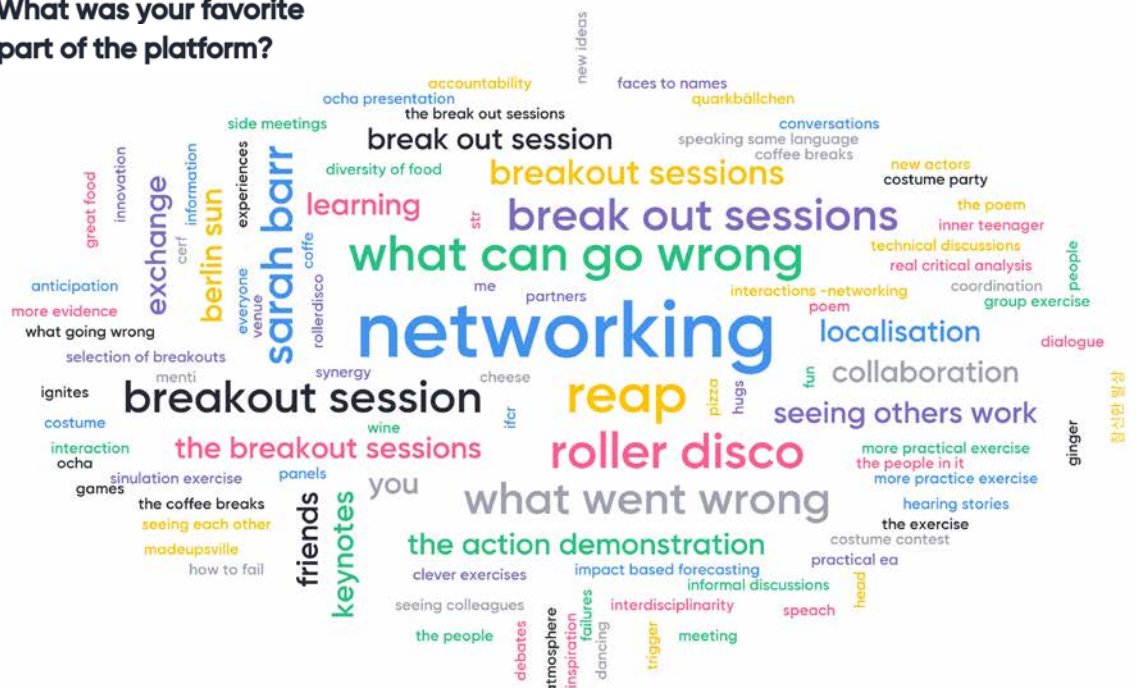 What was your favorite
part of the platform?
new ideas
accountability
faces to names
ocha presentation
quarkbällchen
the break out sessions
side meetings
conversations
break out session
speaking same language
coffee breaks
diversity of food
breakout sessions
new actors
costume party
great food
innovation
exchange
information
cerf
berlin sun
experiences
sarah barr
learning
str
break out sessions
the poem
inner teenager
coffe
what can go wrong
technical discussions
real critical analysis
people
anticipation
everyone
venue
rollerdisco
me
partners
interactions -networking
coordination
group exercise
more evidence
poem
what going wrong
networking
localisation
dialogue
selection of breakouts
menti
synergy
cheese
fun
collaboration
ignites
breakout session
reap
pizza
hugs
costume
ifcr
seeing others work
참신한 발상
wine
interaction
the breakout sessions
roller disco
more practical exercise
ginger
ocha
the people in it
sinulation exercise
panels
more practice exercise
games
you
the coffee breaks
what went wrong
hearing stories
seeing each other
friends
keynotes
the exercise
costume contest
madeupsville
the action demonstration
practical ea
how to fail
clever exercises
impact based forecasting
informal discussions
head
seeing colleagues
failures
interdisciplinarity
speach
the people
debates
atmosphere
inspiration
dancing
trigger
meeting